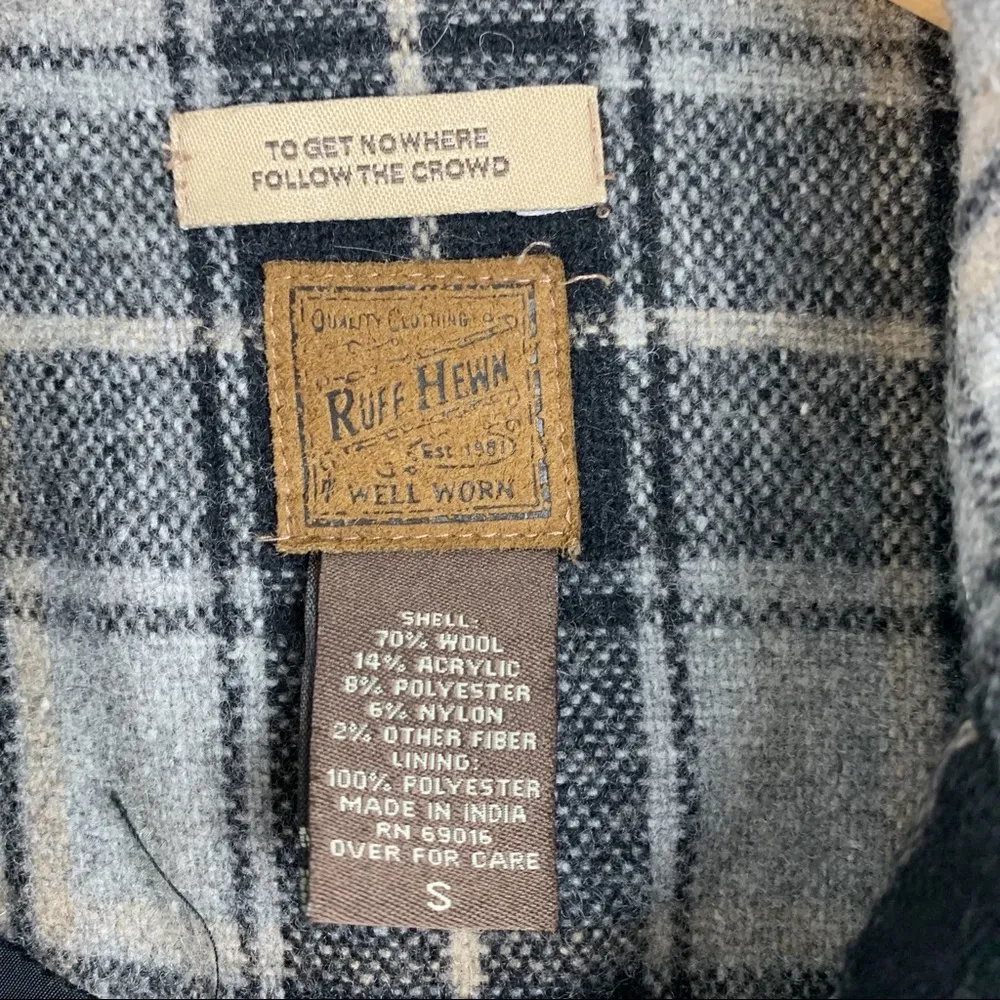 TO GET NOWHERE
FOLLOW THE CROWD
QUALITY CLOTHING
RUFF HEWN
EST 1981
WELL WORN
SHELL:
70% WOOL
14% ACRYLIC
8% POLYESTER
6% NYLON
2% OTHER FIBER
LINING:
100% POLYESTER
MADE IN INDIA
RN 69016
OVER FOR CARE
S